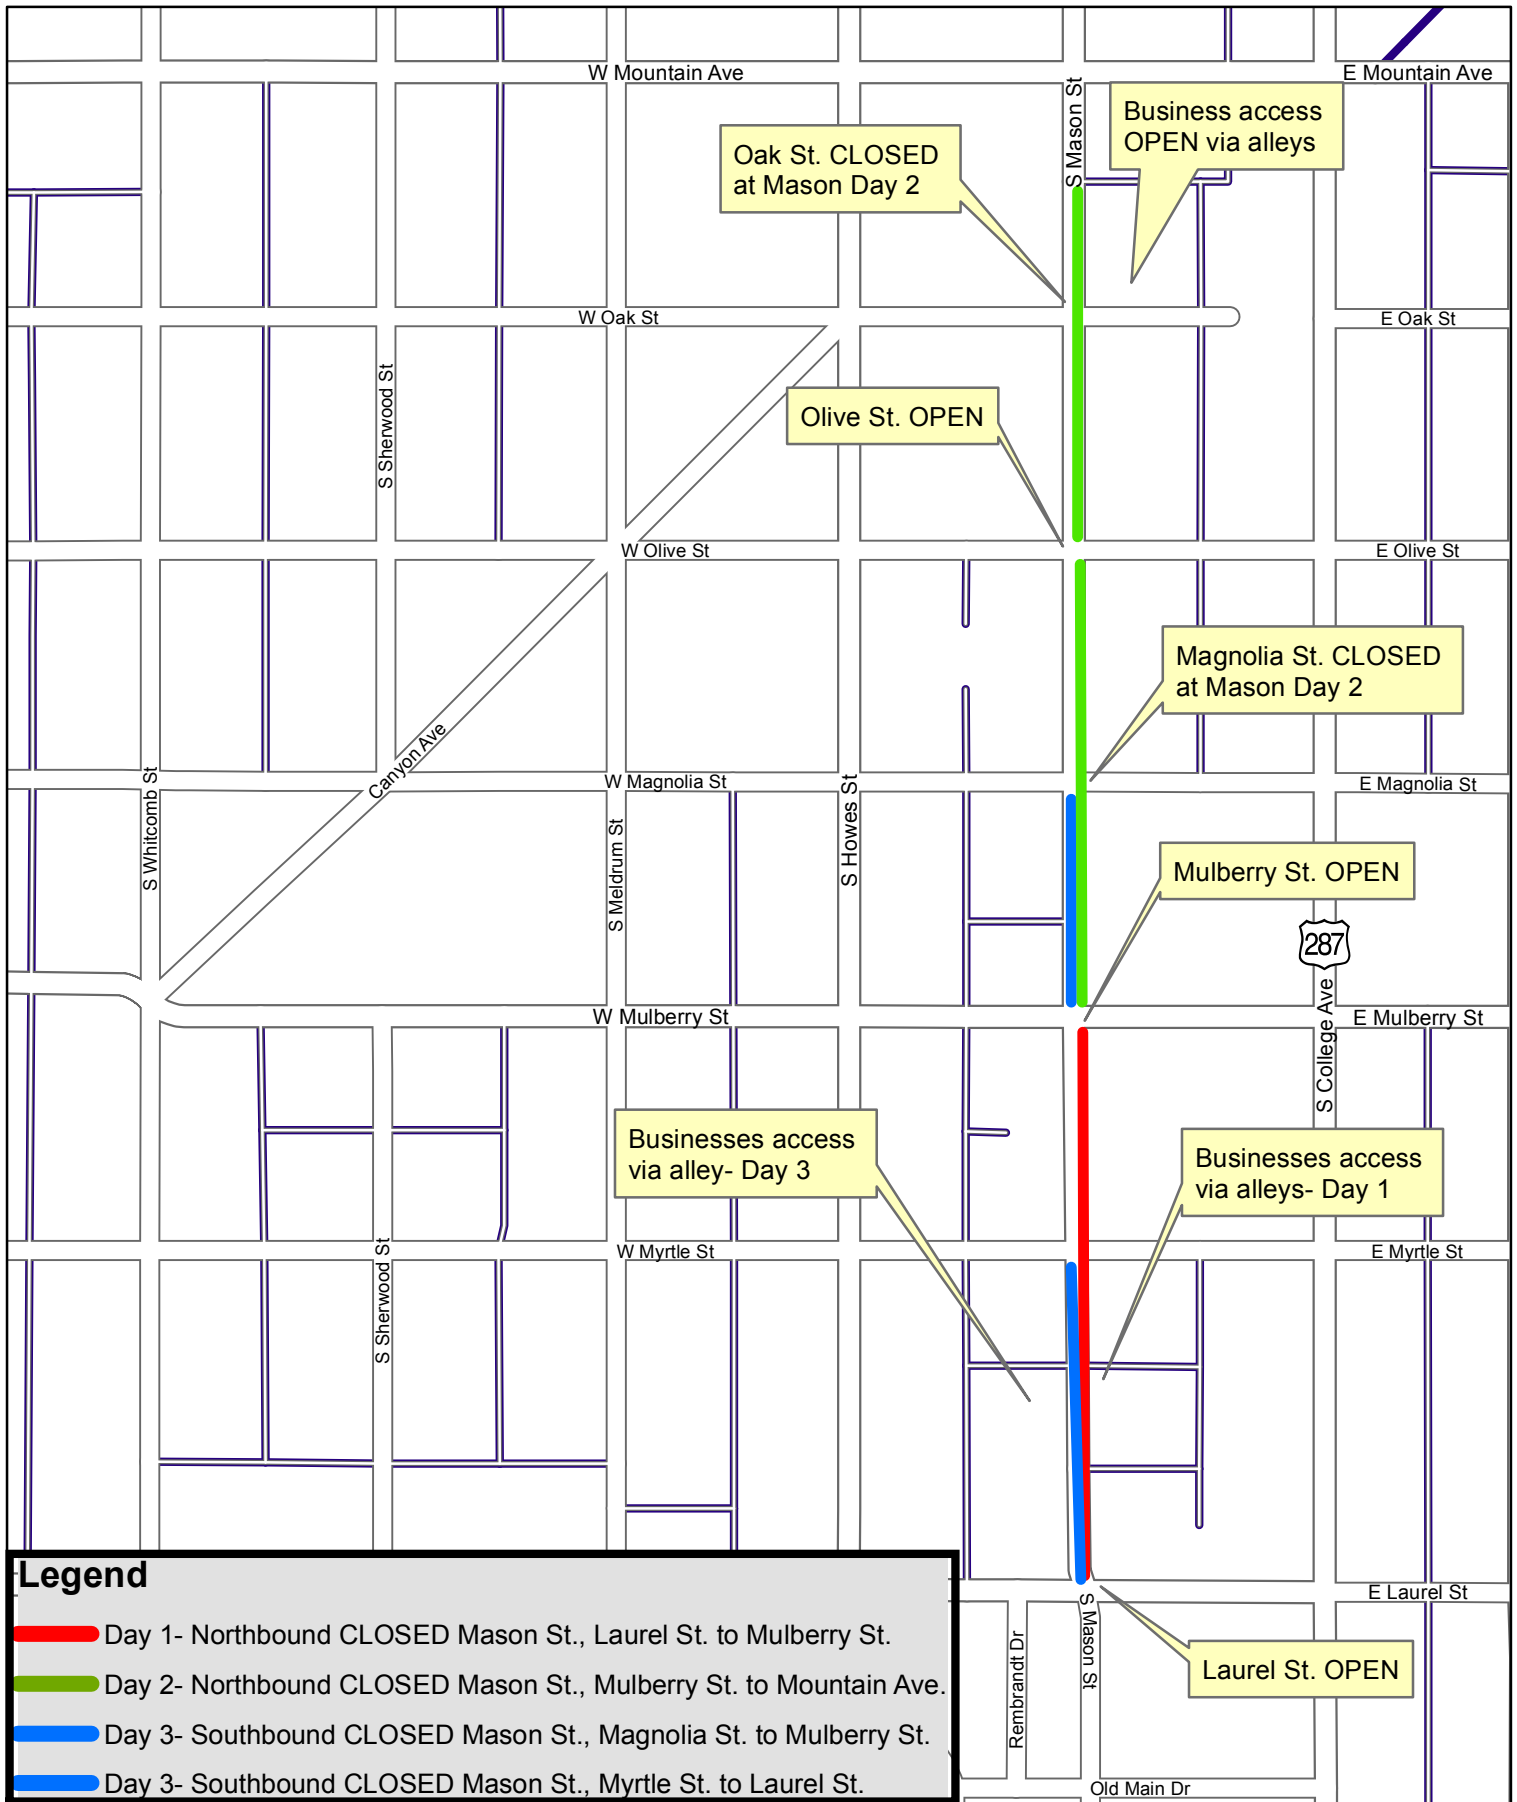 W Mountain Ave
E Mountain Ave
S Mason St
Business access
OPEN via alleys
Oak St. CLOSED
at Mason Day 2
W Oak St
E Oak St
S Sherwood St
Olive St. OPEN
W Olive St
E Olive St
Magnolia St. CLOSED
at Mason Day 2
Canyon Ave
W Magnolia St
E Magnolia St
S Whitcomb St
S Meldrum St
S Howes St
Mulberry St. OPEN
287
W Mulberry St
E Mulberry St
S College Ave
Businesses access
via alley- Day 3
Businesses access
via alleys- Day 1
S Sherwood St
W Myrtle St
E Myrtle St
E Laurel St
S Mason St
Rembrandt Dr
Laurel St. OPEN
Old Main Dr
Legend
Day 1- Northbound CLOSED Mason St., Laurel St. to Mulberry St.
Day 2- Northbound CLOSED Mason St., Mulberry St. to Mountain Ave.
Day 3- Southbound CLOSED Mason St., Magnolia St. to Mulberry St.
Day 3- Southbound CLOSED Mason St., Myrtle St. to Laurel St.